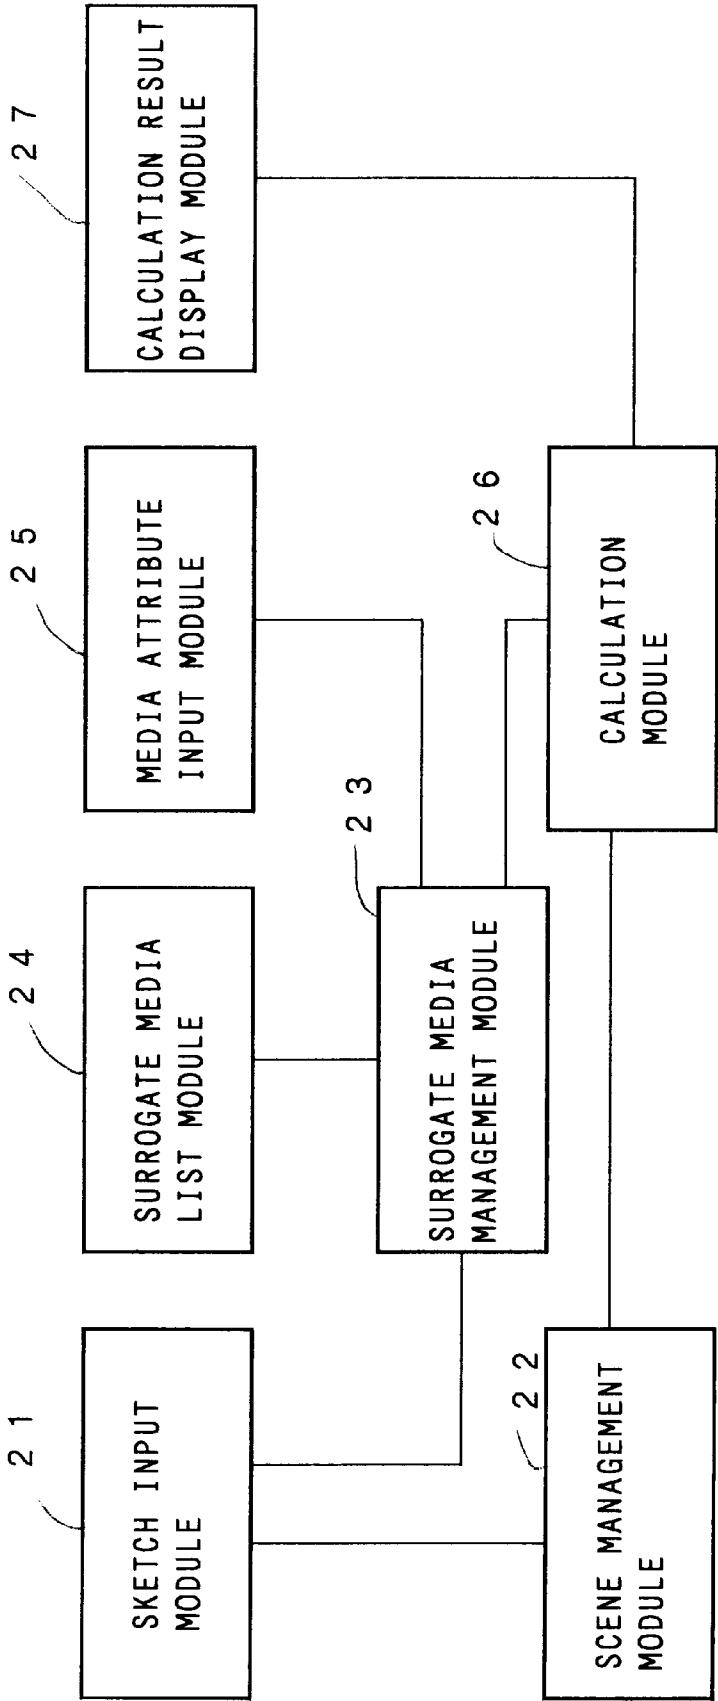 21
SKETCH INPUT
MODULE
24
SURROGATE MEDIA
LIST MODULE
25
MEDIA ATTRIBUTE
INPUT MODULE
27
CALCULATION RESULT
DISPLAY MODULE
23
SURROGATE MEDIA
MANAGEMENT MODULE
22
SCENE MANAGEMENT
MODULE
26
CALCULATION
MODULE